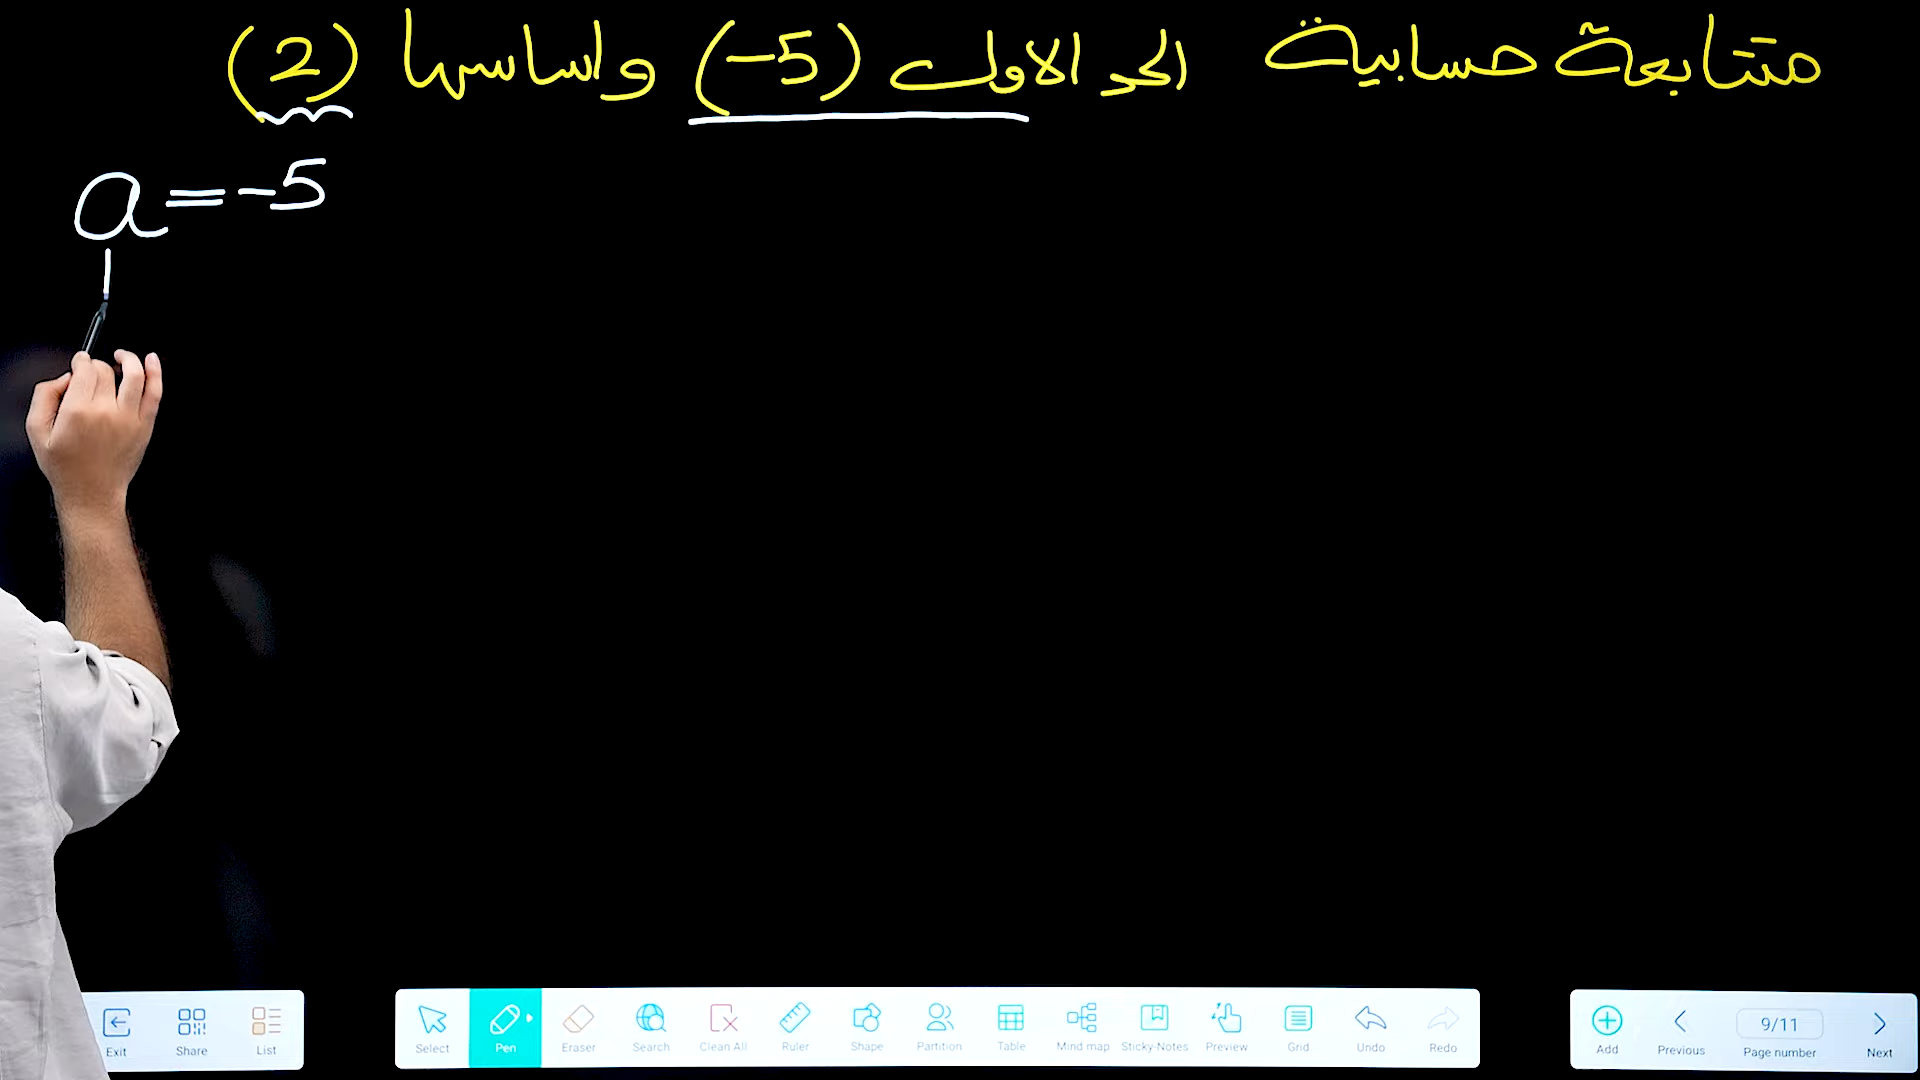 متتابعة حسابية الحد الاول (-5) واساسها (2)
a = -5
Exit
Share
List
Select
Pen
Eraser
Search
Clean All
Ruler
Shape
Partition
Table
Mind map
Sticky-Notes
Preview
Grid
Undo
Redo
Add
Previous
9/11
Page number
Next